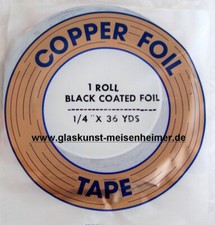 COPPER FOIL
1 ROLL
BLACK COATED FOIL
1/4 " X 36 YDS
www.glaskunst-meisenheimer.de
TAPE